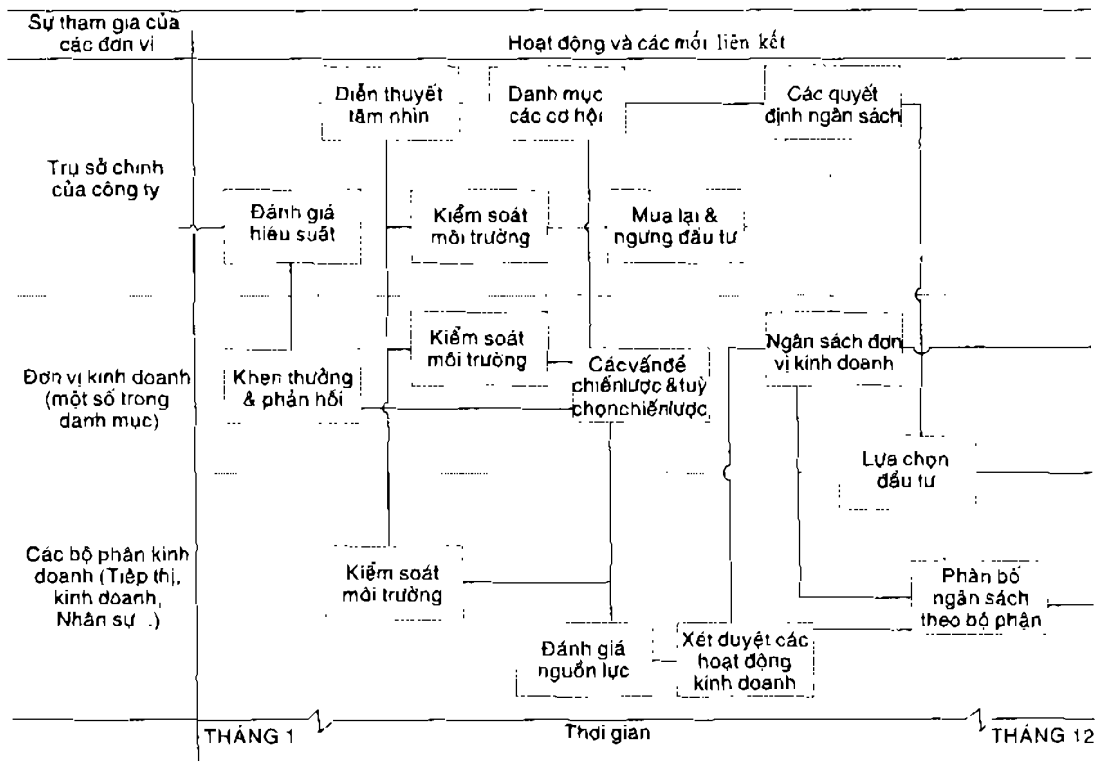 Sự tham gia của
các đơn vị
Hoạt động và các mối liên kết
Diễn thuyết
tầm nhìn
Danh mục
các cơ hội
Các quyết
định ngân sách
Trụ sở chính
của công ty
Đánh giá
hiệu suất
Kiểm soát
môi trường
Mua lại &
ngưng đầu tư
Đơn vị kinh doanh
(một số trong
danh mục)
Khen thưởng
& phản hồi
Kiểm soát
môi trường
Các vấn đề
chiến lược & tuỳ
chọn chiến lược
Ngân sách đơn
vị kinh doanh
Lựa chọn
đầu tư
Các bộ phận kinh
doanh (Tiếp thị,
kinh doanh,
Nhân sự ..)
Kiểm soát
môi trường
Đánh giá
nguồn lực
Xét duyệt các
hoạt động
kinh doanh
Phân bổ
ngân sách
theo bộ phận
THÁNG 1
Thời gian
THÁNG 12